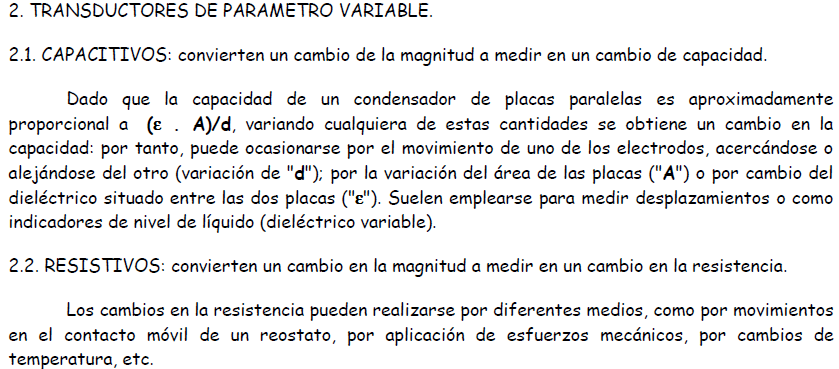 2. TRANSDUCTORES DE PARAMETRO VARIABLE.
2.1. CAPACITIVOS: convierten un cambio de la magnitud a medir en un cambio de capacidad.
Dado que la capacidad de un condensador de placas paralelas es aproximadamente
proporcional a (ε . A)/d, variando cualquiera de estas cantidades se obtiene un cambio en la
capacidad: por tanto, puede ocasionarse por el movimiento de uno de los electrodos, acercándose o
alejándose del otro (variación de "d"); por la variación del área de las placas ("A") o por cambio del
dieléctrico situado entre las dos placas ("ε"). Suelen emplearse para medir desplazamientos o como
indicadores de nivel de líquido (dieléctrico variable).
2.2. RESISTIVOS: convierten un cambio en la magnitud a medir en un cambio en la resistencia.
Los cambios en la resistencia pueden realizarse por diferentes medios, como por movimientos
en el contacto móvil de un reostato, por aplicación de esfuerzos mecánicos, por cambios de
temperatura, etc.